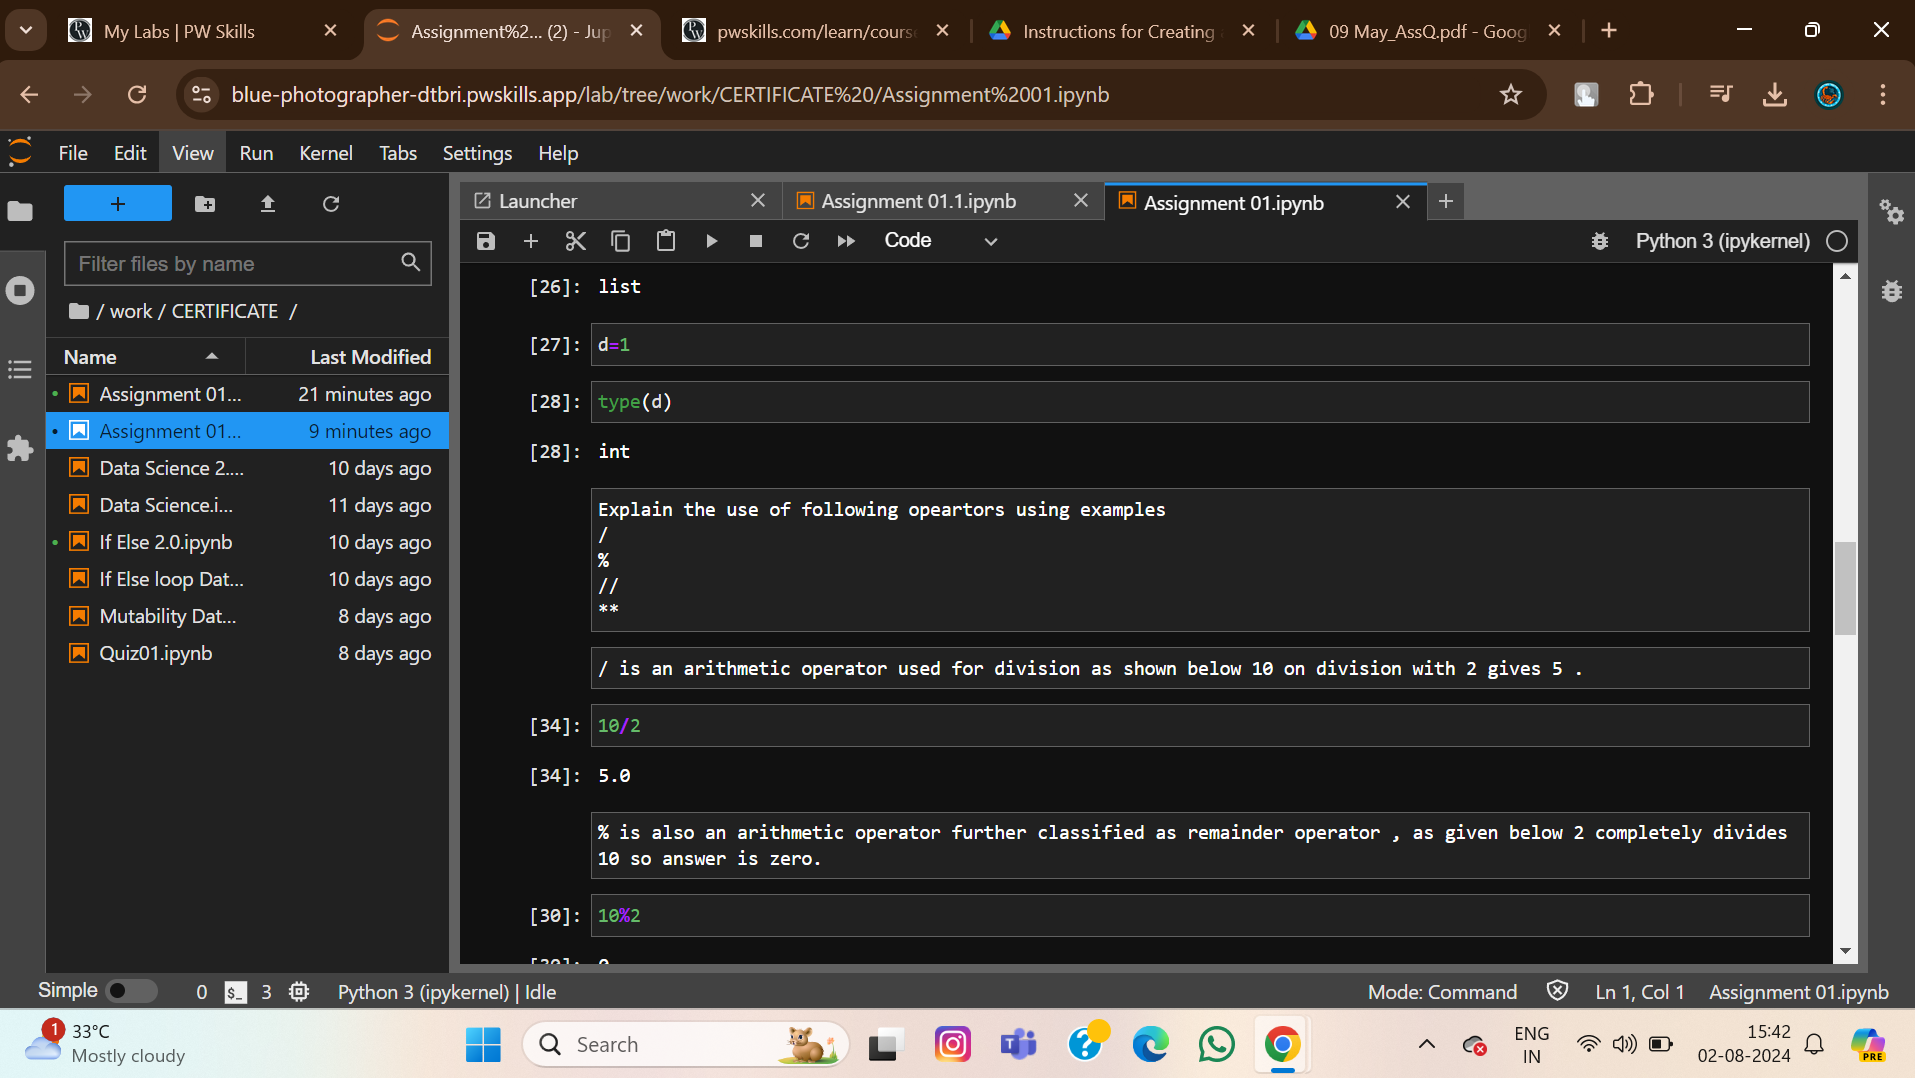 My Labs | PW Skills
Assignment%2... (2) - Jup
pwskills.com/learn/cours
Instructions for Creating
09 May_AssQ.pdf - Goog
blue-photographer-dtbri.pwskills.app/lab/tree/work/CERTIFICATE%20/Assignment%2001.ipynb
File Edit View Run Kernel Tabs Settings Help
Launcher
Assignment 01.1.ipynb
Assignment 01.ipynb
Code
Python 3 (ipykernel)
Filter files by name
/ work / CERTIFICATE /
Name Last Modified
Assignment 01... 21 minutes ago
Assignment 01... 9 minutes ago
Data Science 2.... 10 days ago
Data Science.i... 11 days ago
If Else 2.0.ipynb 10 days ago
If Else loop Dat... 10 days ago
Mutability Dat... 8 days ago
Quiz01.ipynb 8 days ago
[26]: list
[27]: d=1
[28]: type(d)
[28]: int
Explain the use of following opeartors using examples
/
%
//
**
/ is an arithmetic operator used for division as shown below 10 on division with 2 gives 5 .
[34]: 10/2
[34]: 5.0
% is also an arithmetic operator further classified as remainder operator , as given below 2 completely divides
10 so answer is zero.
[30]: 10%2
Simple 0 $_ 3 Python 3 (ipykernel) | Idle
Mode: Command Ln 1, Col 1 Assignment 01.ipynb
1
33°C
Mostly cloudy
Search
ENG
IN
15:42
02-08-2024
PRE